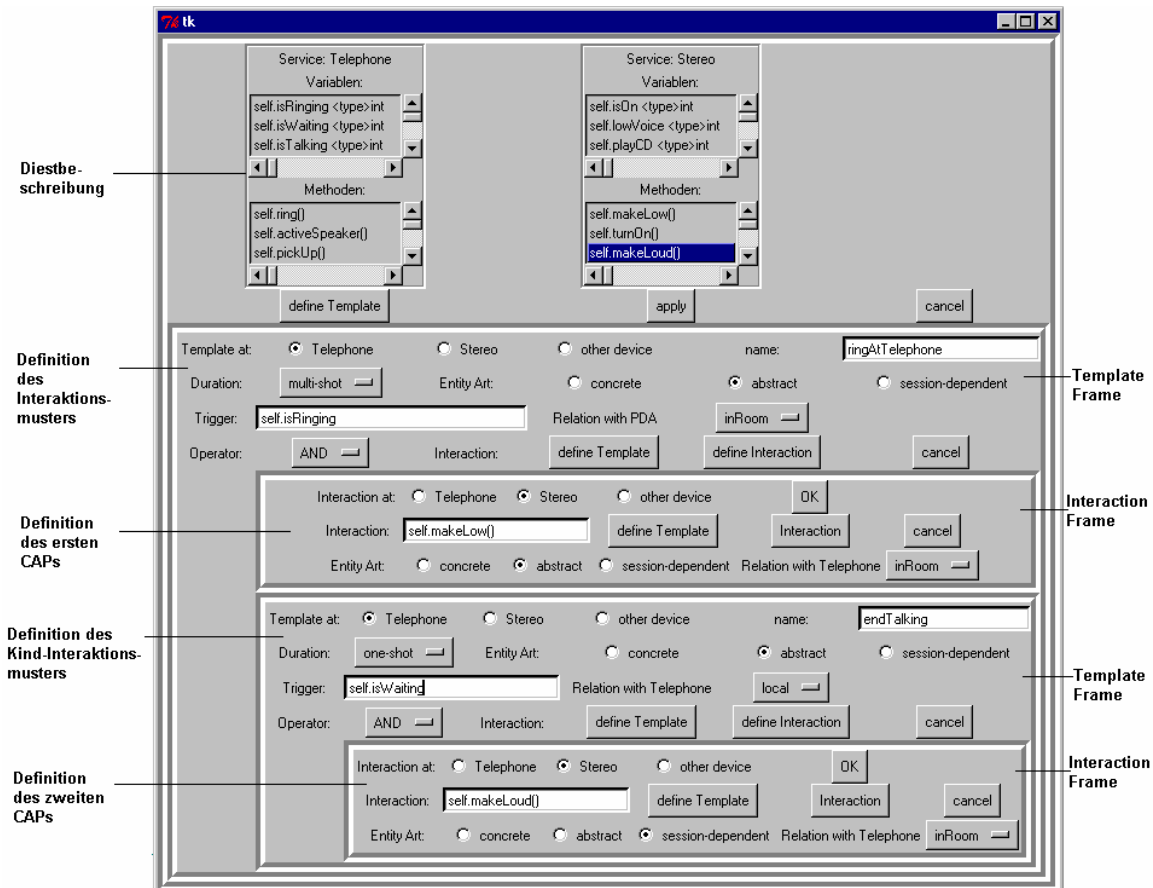 tk
Service: Telephone
Variablen:
self.isRinging <type>int
self.isWaiting <type>int
self.isTalking <type>int
Methoden:
self.ring()
self.activeSpeaker()
self.pickUp()
define Template
Service: Stereo
Variablen:
self.isOn <type>int
self.lowVoice <type>int
self.playCD <type>int
Methoden:
self.makeLow()
self.turnOn()
self.makeLoud()
apply
cancel
Diestbe-
schreibung
Definition
des
Interaktions-
musters
Template at: Telephone Stereo other device name: ringAtTelephone
Duration: multi-shot Entity Art: concrete abstract session-dependent
Trigger: self.isRinging Relation with PDA inRoom
Operator: AND Interaction: define Template define Interaction cancel
Template
Frame
Definition
des ersten
CAPs
Interaction at: Telephone Stereo other device OK
Interaction: self.makeLow() define Template Interaction cancel
Entity Art: concrete abstract session-dependent Relation with Telephone inRoom
Interaction
Frame
Definition des
Kind-Interaktions-
musters
Template at: Telephone Stereo other device name: endTalking
Duration: one-shot Entity Art: concrete abstract session-dependent
Trigger: self.isWaiting Relation with Telephone local
Operator: AND Interaction: define Template define Interaction cancel
Template
Frame
Definition
des zweiten
CAPs
Interaction at: Telephone Stereo other device OK
Interaction: self.makeLoud() define Template Interaction cancel
Entity Art: concrete abstract session-dependent Relation with Telephone inRoom
Interaction
Frame